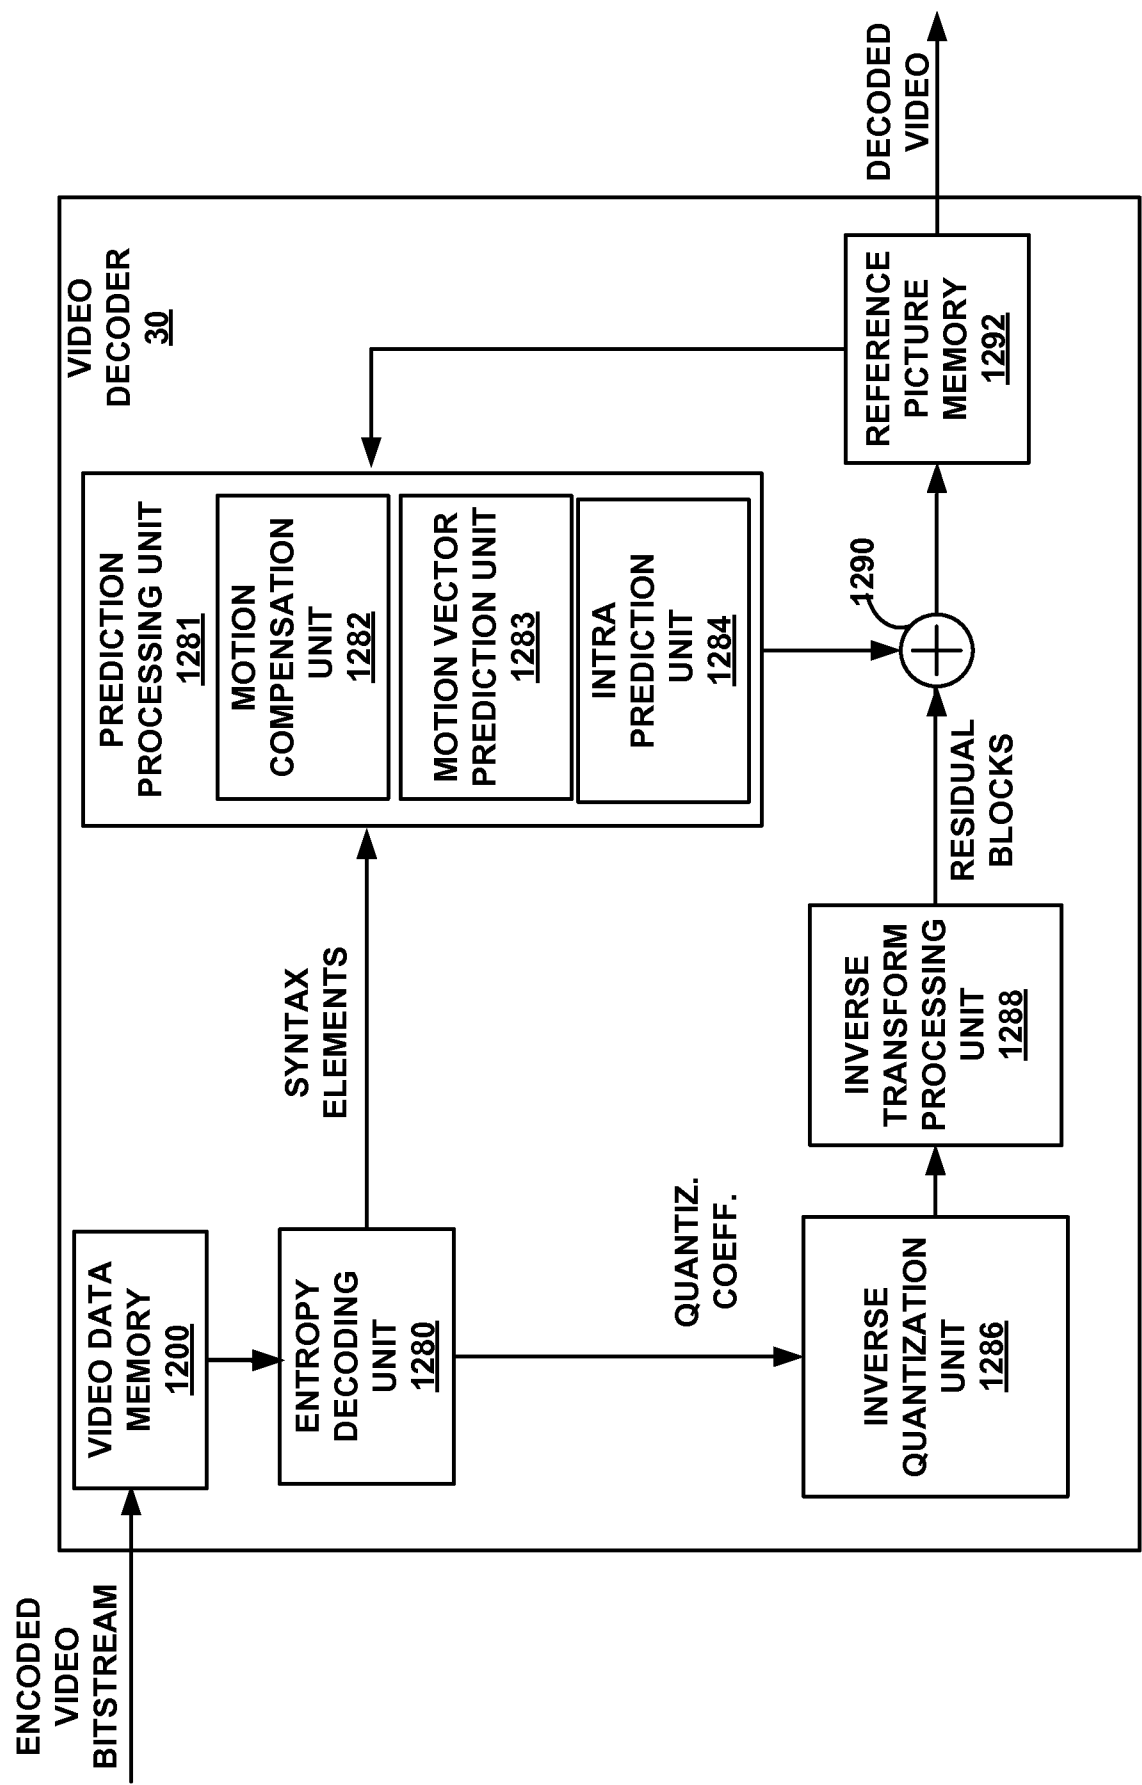 ENCODED
VIDEO
BITSTREAM
VIDEO
DECODER
30
VIDEO DATA
MEMORY
1200
ENTROPY
DECODING
UNIT
1280
SYNTAX
ELEMENTS
PREDICTION
PROCESSING UNIT
1281
MOTION
COMPENSATION
UNIT
1282
MOTION VECTOR
PREDICTION UNIT
1283
INTRA
PREDICTION
UNIT
1284
QUANTIZ.
COEFF.
INVERSE
QUANTIZATION
UNIT
1286
INVERSE
TRANSFORM
PROCESSING
UNIT
1288
RESIDUAL
BLOCKS
1290
REFERENCE
PICTURE
MEMORY
1292
DECODED
VIDEO